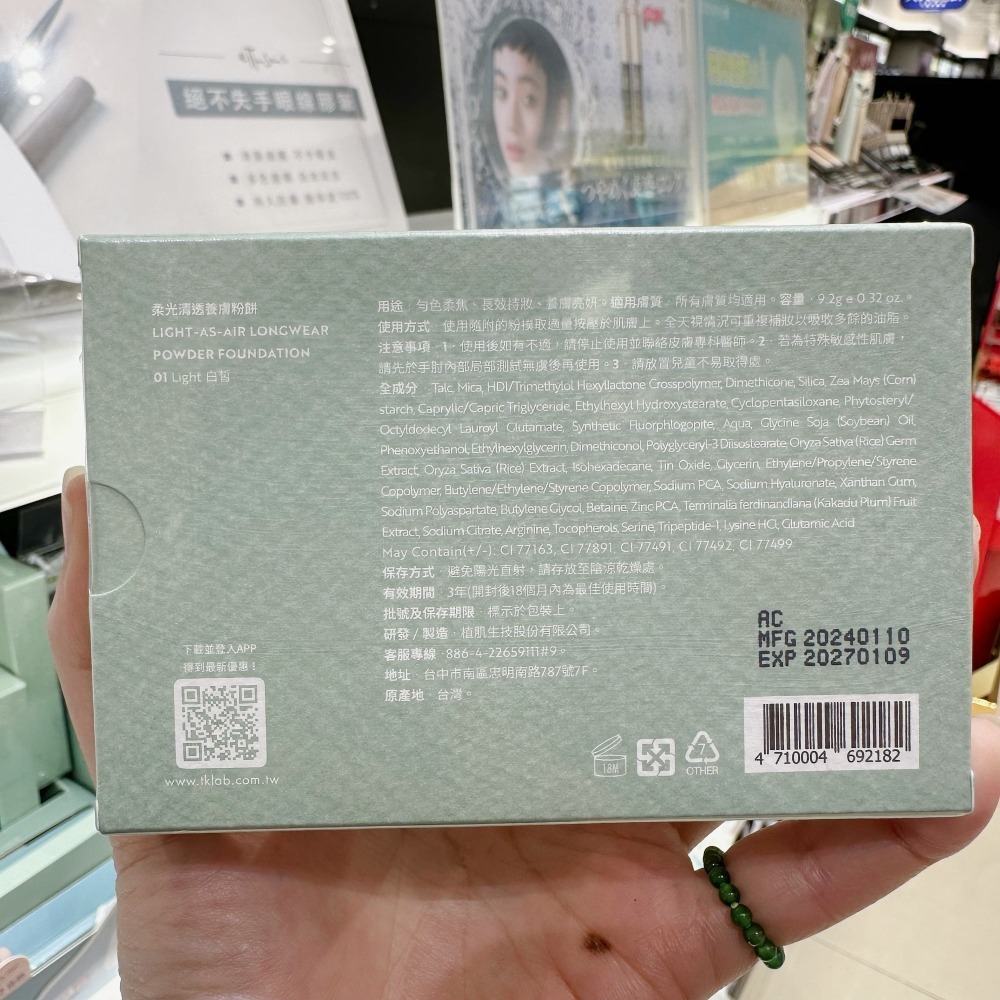 絕不失手眼線膠筆
柔光清透養膚粉餅
LIGHT-AS-AIR LONGWEAR
POWDER FOUNDATION
01 Light 白皙
用途 · 勻色柔焦、長效持妝、養膚亮妍。適用膚質 · 所有膚質均適用。容量 · 9.2g e 0.32 oz.
使用方式 · 使用隨附的粉撲取適量按壓於肌膚上。全天視情況可重複補妝以吸收多餘的油脂。
注意事項 · 1 · 使用後如有不適，請停止使用並聯絡皮膚專科醫師。2 · 若為特殊敏感性肌膚，
請先於手肘內部局部測試無虞後再使用。3 · 請放置兒童不易取得處。
全成分 · Talc, Mica, HDI/Trimethylol Hexyllactone Crosspolymer, Dimethicone, Silica, Zea Mays (Corn)
starch, Caprylic/Capric Triglyceride, Ethylhexyl Hydroxystearate, Cyclopentasiloxane, Phytosteryl/
Octyldodecyl Lauroyl Glutamate, Synthetic Fluorphlogopite, Aqua, Glycine Soja (Soybean) Oil,
Phenoxyethanol, Ethylhexylglycerin, Dimethiconol, Polyglyceryl-3 Diisostearate, Oryza Sativa (Rice) Germ
Extract, Oryza Sativa (Rice) Extract, Isohexadecane, Tin Oxide, Glycerin, Ethylene/Propylene/Styrene
Copolymer, Butylene/Ethylene/Styrene Copolymer, Sodium PCA, Sodium Hyaluronate, Xanthan Gum,
Sodium Polyaspartate, Butylene Glycol, Betaine, Zinc PCA, Terminalia ferdinandiana (Kakadu Plum) Fruit
Extract, Sodium Citrate, Arginine, Tocopherols, Serine, Tripeptide-1, Lysine HCl, Glutamic Acid
May Contain(+/-). CI 77163, CI 77891, CI 77491, CI 77492, CI 77499
保存方式 · 避免陽光直射，請存放至陰涼乾燥處。
有效期間 · 3年(開封後18個月內為最佳使用時間)。
批號及保存期限 · 標示於包裝上。
研發 / 製造 · 植肌生技股份有限公司。
客服專線 · 886-4-22659111#9。
地址 · 台中市南區忠明南路787號7F。
原產地 · 台灣。
下載並登入APP
得到最新優惠！
www.tklab.com.tw
AC
MFG 20240110
EXP 20270109
18M
7
OTHER
4 710004 692182